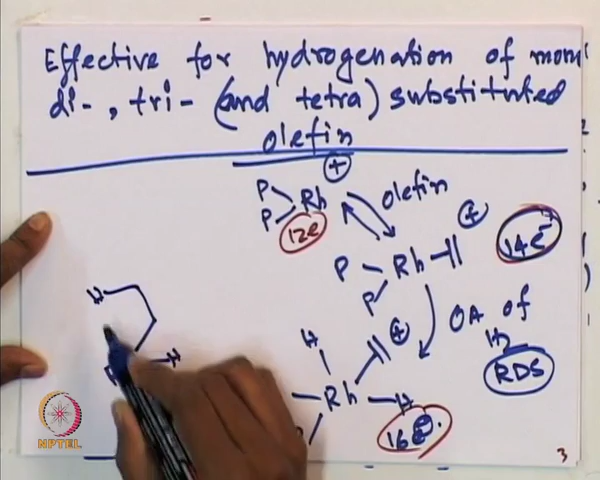 Effective for hydrogenation of mono
di-, tri- (and tetra) substituted
olefin
+
P Rh olefin
P 12e
+
P Rh 14e-
P
OA of
H2
RDS
H +
Rh H
16e-
H
H
NPTEL
3